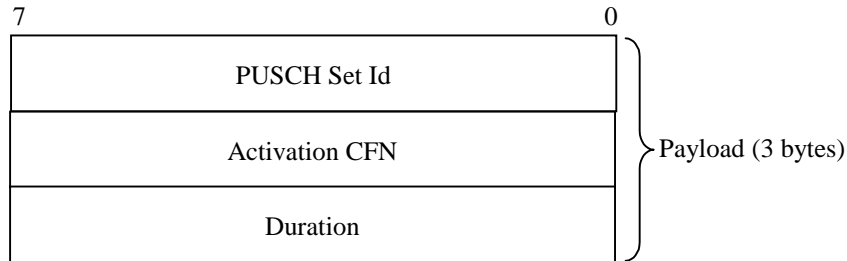 7 0
PUSCH Set Id
Activation CFN
Payload (3 bytes)
Duration